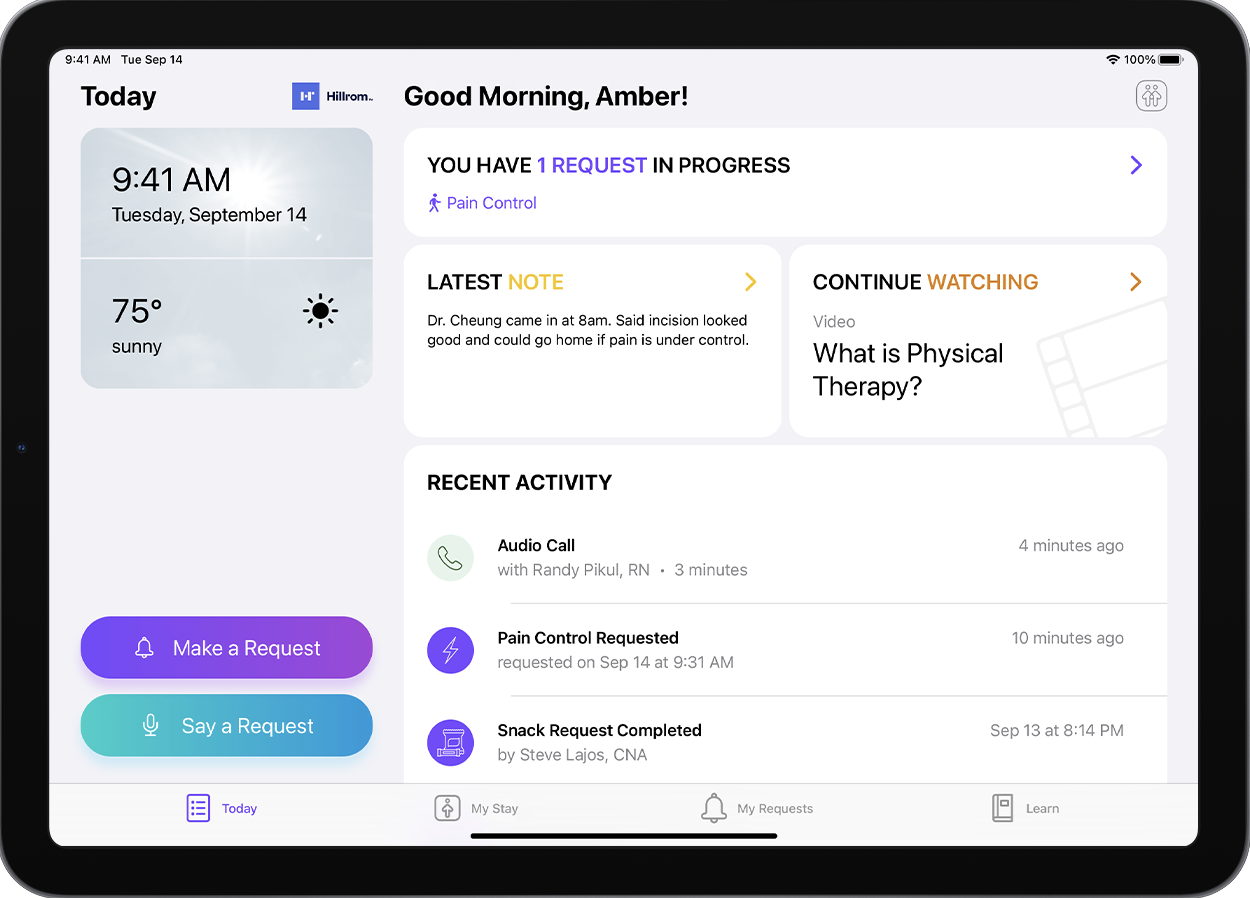 9:41 AM Tue Sep 14
100%
Today
Hillrom™
Good Morning, Amber!
9:41 AM
Tuesday, September 14
75°
sunny
YOU HAVE 1 REQUEST IN PROGRESS
Pain Control
LATEST NOTE
Dr. Cheung came in at 8am. Said incision looked
good and could go home if pain is under control.
CONTINUE WATCHING
Video
What is Physical
Therapy?
RECENT ACTIVITY
Audio Call
4 minutes ago
with Randy Pikul, RN • 3 minutes
Pain Control Requested
10 minutes ago
requested on Sep 14 at 9:31 AM
Snack Request Completed
Sep 13 at 8:14 PM
by Steve Lajos, CNA
Make a Request
Say a Request
Today
My Stay
My Requests
Learn